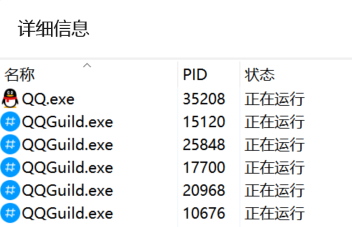 详细信息
名称 PID 状态
QQ.exe 35208 正在运行
QQGuild.exe 15120 正在运行
QQGuild.exe 25848 正在运行
QQGuild.exe 17700 正在运行
QQGuild.exe 20968 正在运行
QQGuild.exe 10676 正在运行